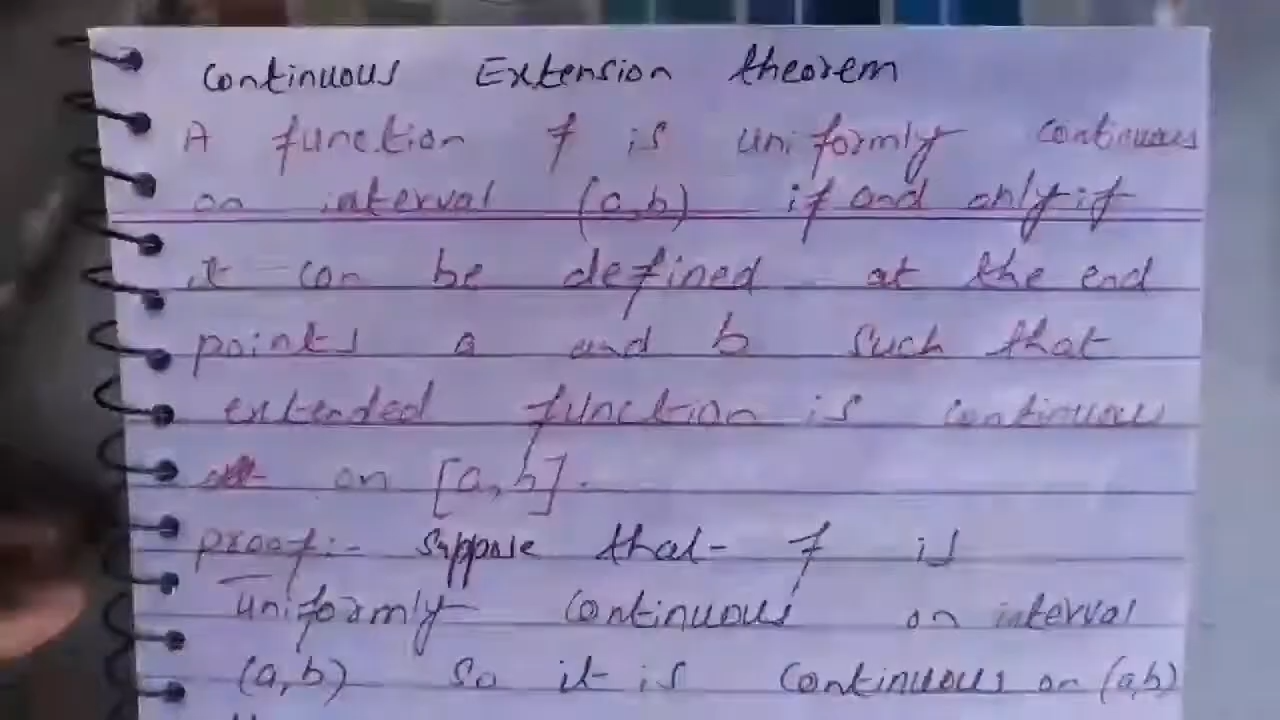 Continuous Extension theorem
A function f is uniformly continuous
on interval (a,b) if and only if
it can be defined at the end
points a and b such that
extended function is continuous
on [a,b].
proof:- Suppose that f is
uniformly continuous on interval
(a,b) so it is continuous on (a,b)